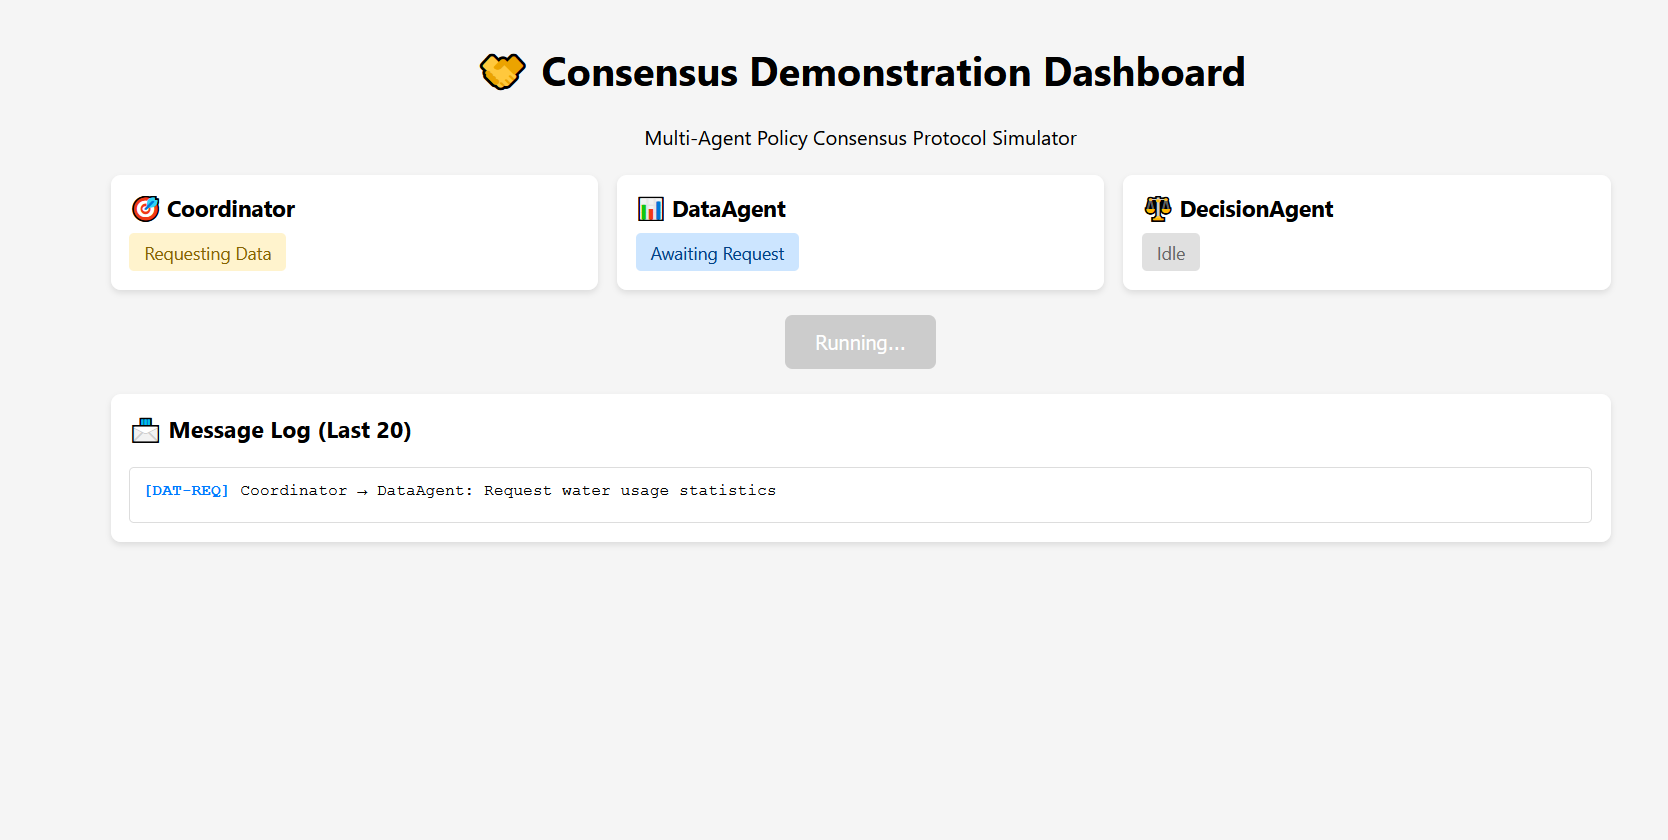 Consensus Demonstration Dashboard
Multi-Agent Policy Consensus Protocol Simulator
Coordinator
Requesting Data
DataAgent
Awaiting Request
DecisionAgent
Idle
Running...
Message Log (Last 20)
[DAT-REQ] Coordinator → DataAgent: Request water usage statistics